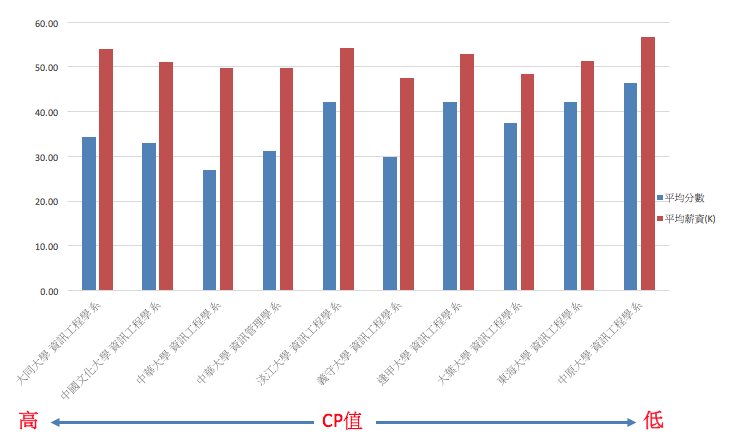 60.00
50.00
40.00
30.00
20.00
10.00
0.00
平均分數
平均薪資(K)
大同大學 資訊工程學系
中國文化大學 資訊工程學系
中華大學 資訊工程學系
中華大學 資訊管理學系
淡江大學 資訊工程學系
義守大學 資訊工程學系
逢甲大學 資訊工程學系
大葉大學 資訊工程學系
東海大學 資訊工程學系
中原大學 資訊工程學系
高 CP值 低